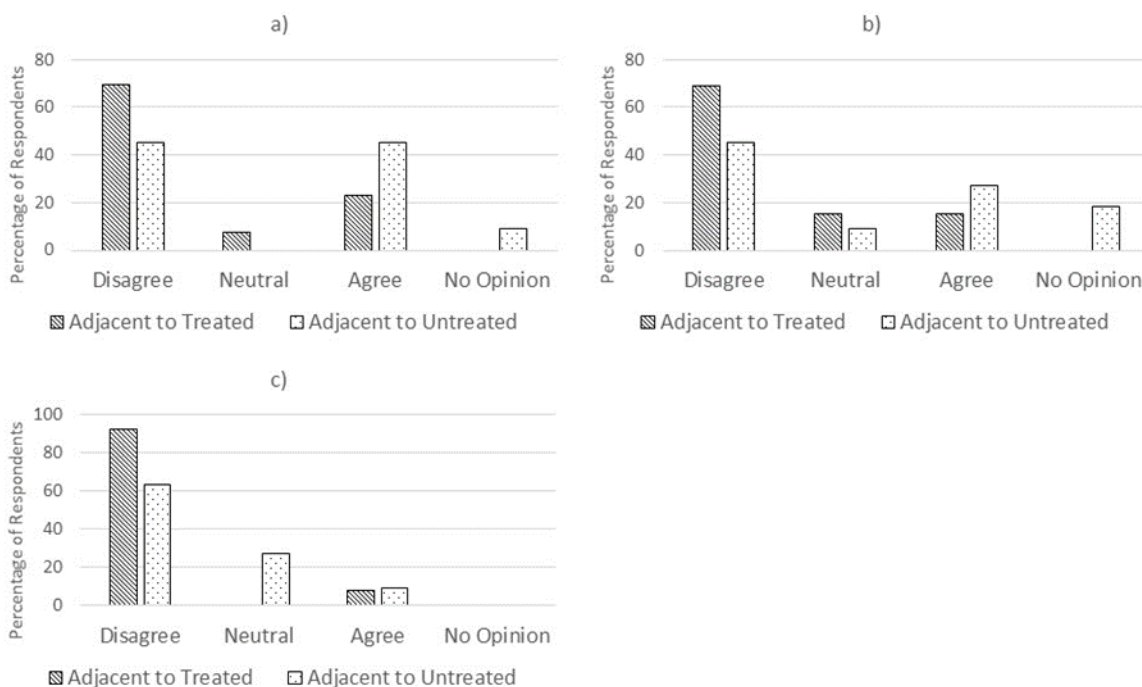 a)
Percentage of Respondents
80
60
40
20
0
Disagree Neutral Agree No Opinion
Adjacent to Treated Adjacent to Untreated
b)
Percentage of Respondents
80
60
40
20
0
Disagree Neutral Agree No Opinion
Adjacent to Treated Adjacent to Untreated
c)
Percentage of Respondents
100
80
60
40
20
0
Disagree Neutral Agree No Opinion
Adjacent to Treated Adjacent to Untreated